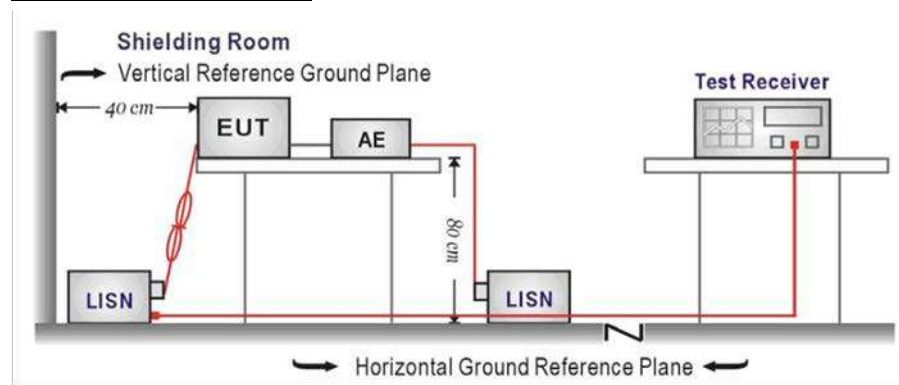 Shielding Room
Vertical Reference Ground Plane
Test Receiver
40 cm
EUT
AE
80 cm
LISN
LISN
Horizontal Ground Reference Plane